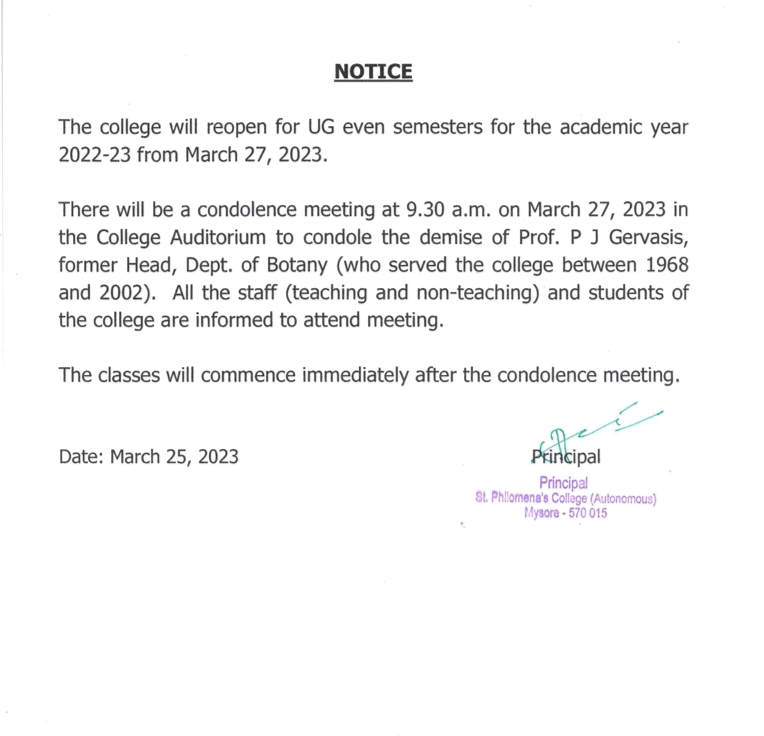 NOTICE
The college will reopen for UG even semesters for the academic year
2022-23 from March 27, 2023.
There will be a condolence meeting at 9.30 a.m. on March 27, 2023 in
the College Auditorium to condole the demise of Prof. P J Gervasis,
former Head, Dept. of Botany (who served the college between 1968
and 2002).  All the staff (teaching and non-teaching) and students of
the college are informed to attend meeting.
The classes will commence immediately after the condolence meeting.
Date: March 25, 2023
Principal
Principal
St. Philomena's College (Autonomous)
Mysore - 570 015